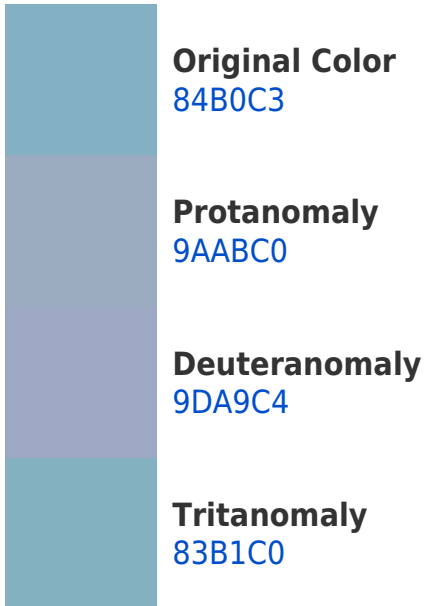 Original Color
84B0C3
Protanomaly
9AABC0
Deuteranomaly
9DA9C4
Tritanomaly
83B1C0